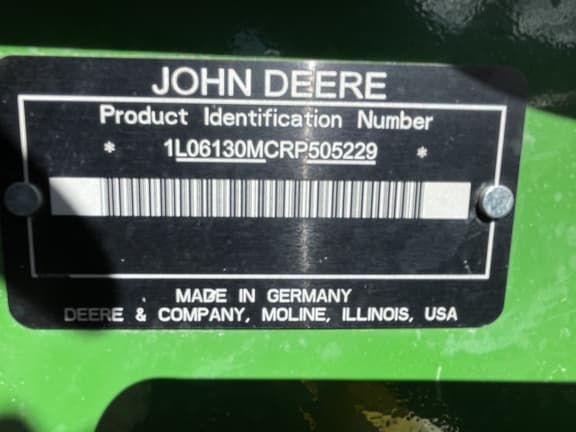 JOHN DEERE
Product Identification Number
* 1L06130MCRP505229 *
MADE IN GERMANY
DEERE & COMPANY, MOLINE, ILLINOIS, USA